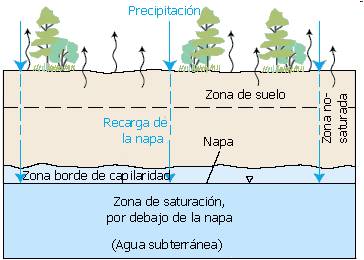 Precipitación
Zona de suelo
Zona no-
saturada
Recarga de
la napa
Napa
Zona borde de capilaridad
Zona de saturación,
por debajo de la napa
(Agua subterránea)